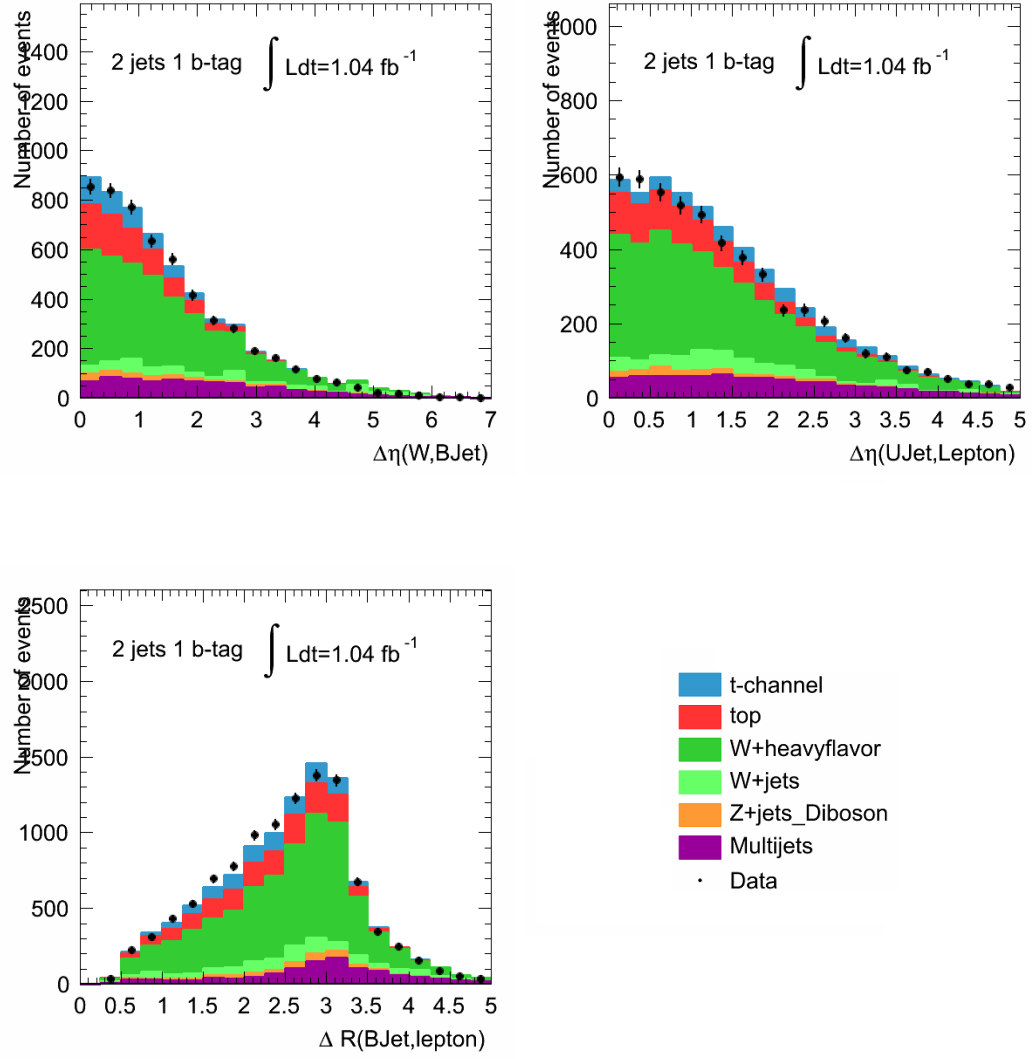 Number of events
2 jets 1 b-tag ∫ Ldt=1.04 fb⁻¹
1400
1200
1000
800
600
400
200
0
0 1 2 3 4 5 6 7
Δη(W,BJet)
Number of events
2 jets 1 b-tag ∫ Ldt=1.04 fb⁻¹
1000
800
600
400
200
0
0 0.5 1 1.5 2 2.5 3 3.5 4 4.5 5
Δη(UJet,Lepton)
Number of events
2 jets 1 b-tag ∫ Ldt=1.04 fb⁻¹
2500
2000
1500
1000
500
0
0 0.5 1 1.5 2 2.5 3 3.5 4 4.5 5
Δ R(BJet,lepton)
t-channel
top
W+heavyflavor
W+jets
Z+jets_Diboson
Multijets
Data